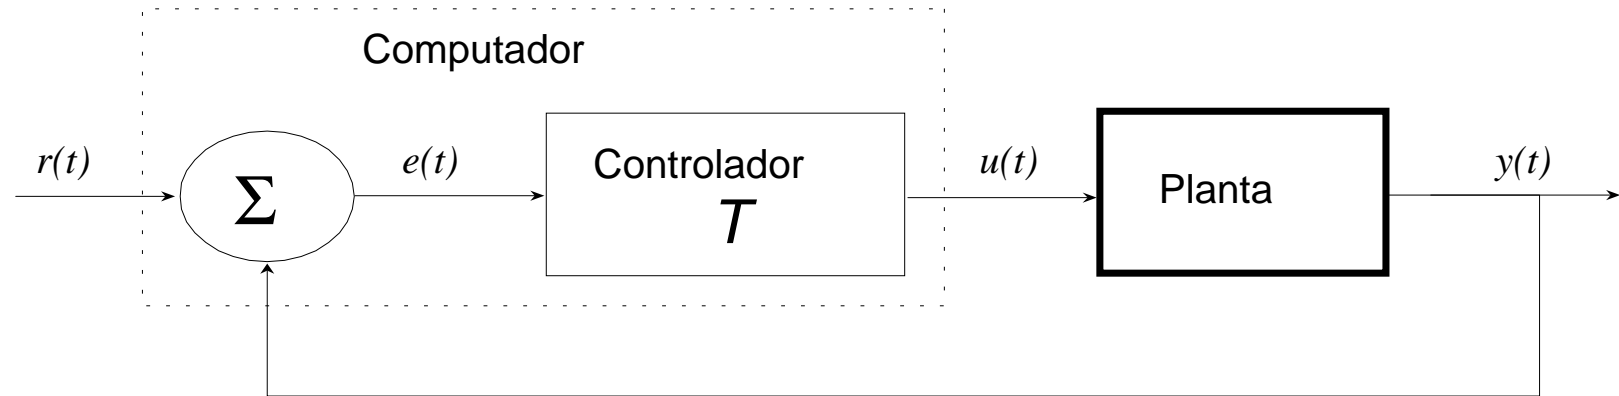 Computador
r(t)
Σ
e(t)
Controlador
T
u(t)
Planta
y(t)